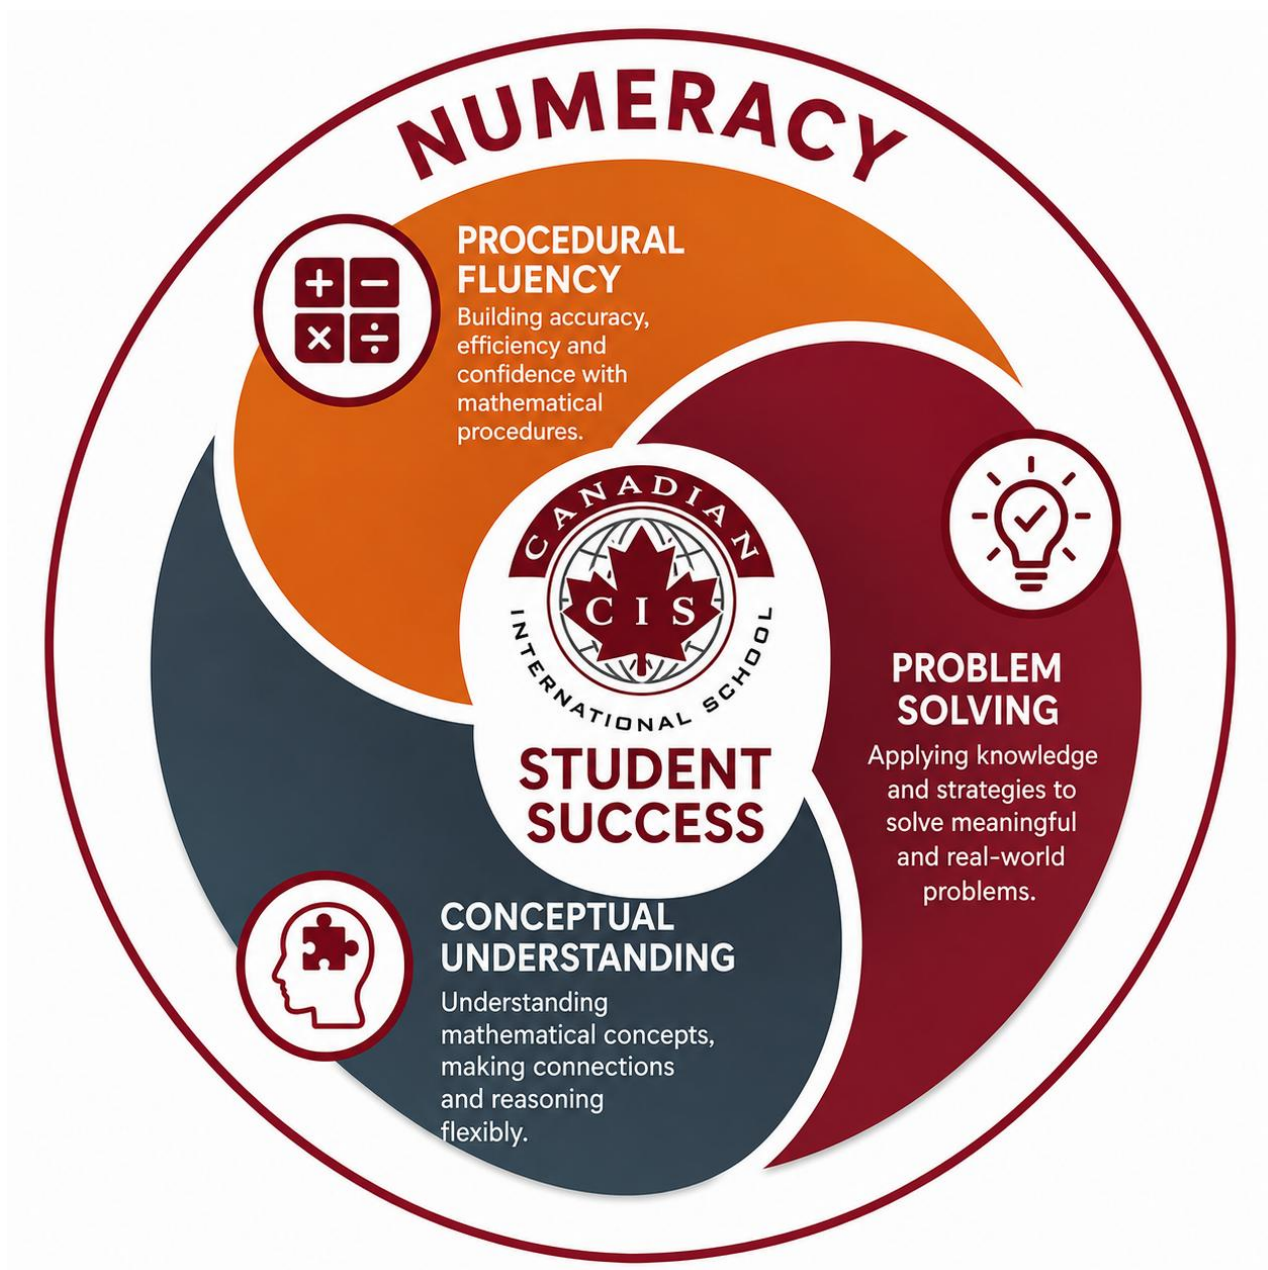 NUMERACY
PROCEDURAL
FLUENCY
Building accuracy,
efficiency and
confidence with
mathematical
procedures.
CANADIAN
CIS
INTERNATIONAL SCHOOL
STUDENT
SUCCESS
PROBLEM
SOLVING
Applying knowledge
and strategies to
solve meaningful
and real-world
problems.
CONCEPTUAL
UNDERSTANDING
Understanding
mathematical concepts,
making connections
and reasoning
flexibly.